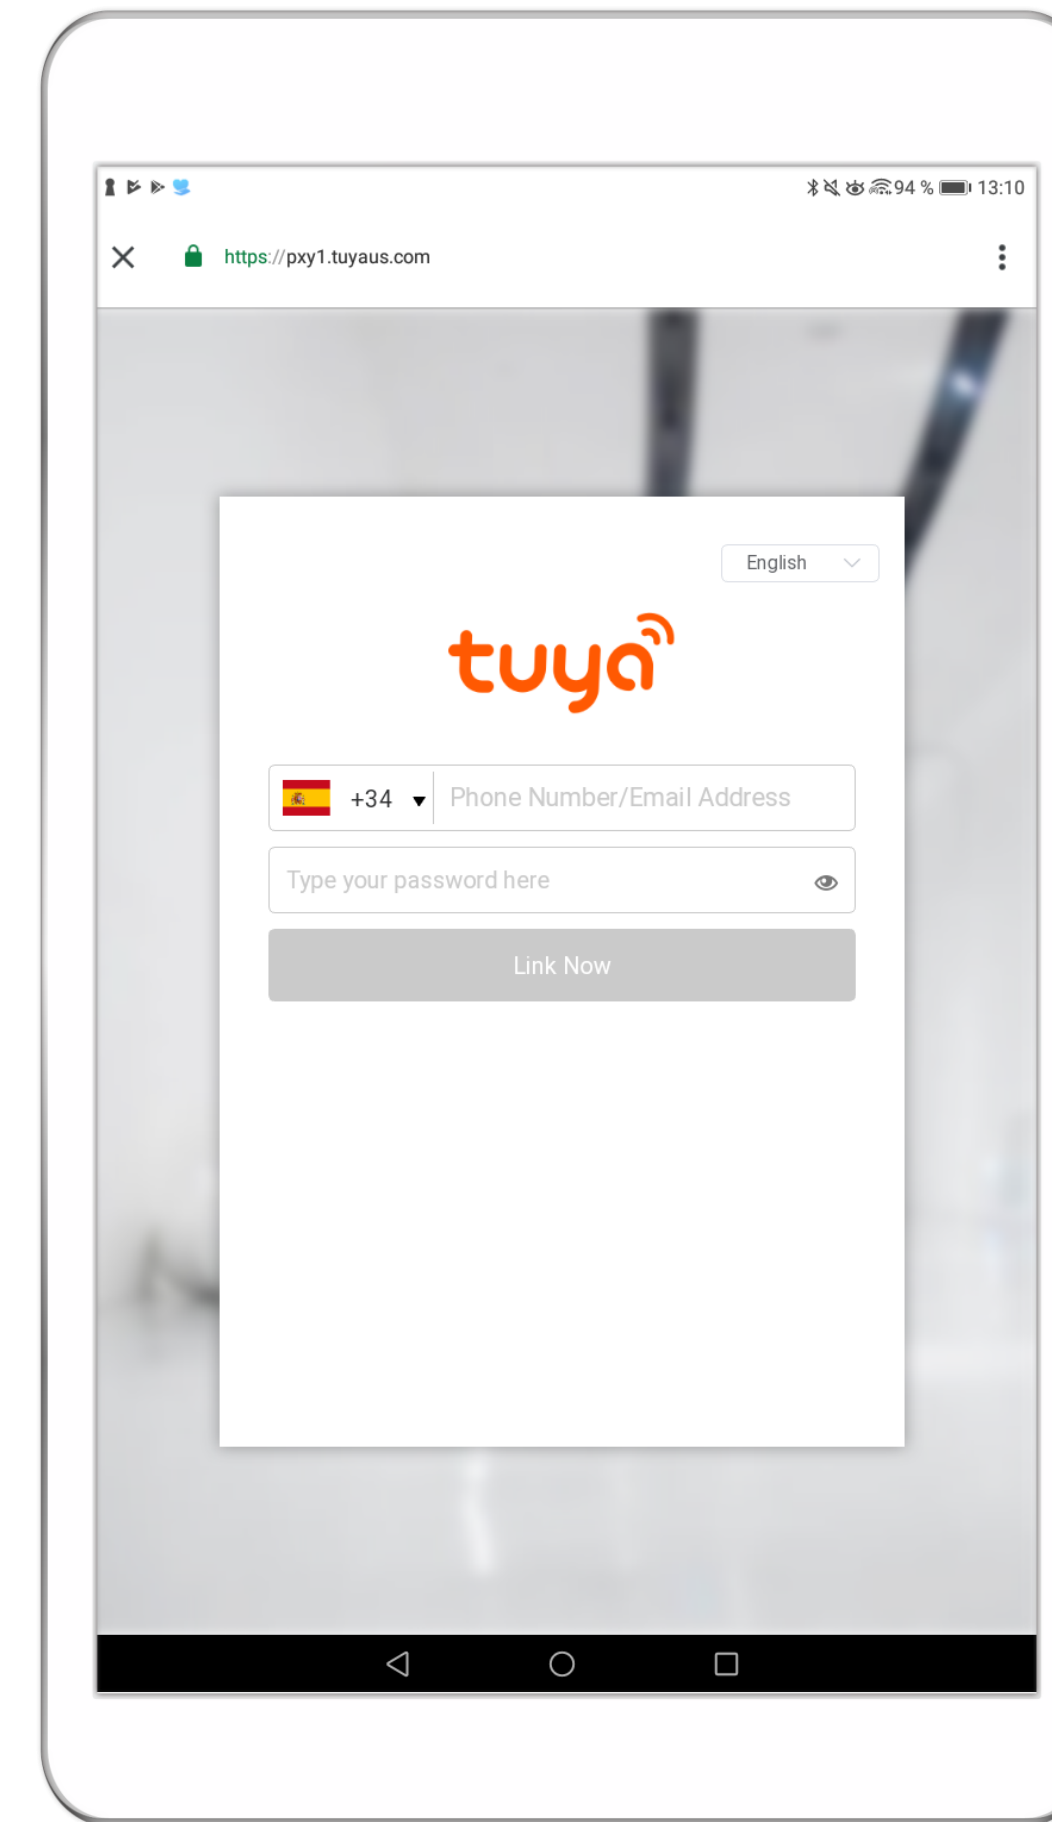 94 % 13:10
https://pxy1.tuyaus.com
English
tuya
+34 Phone Number/Email Address
Type your password here
Link Now